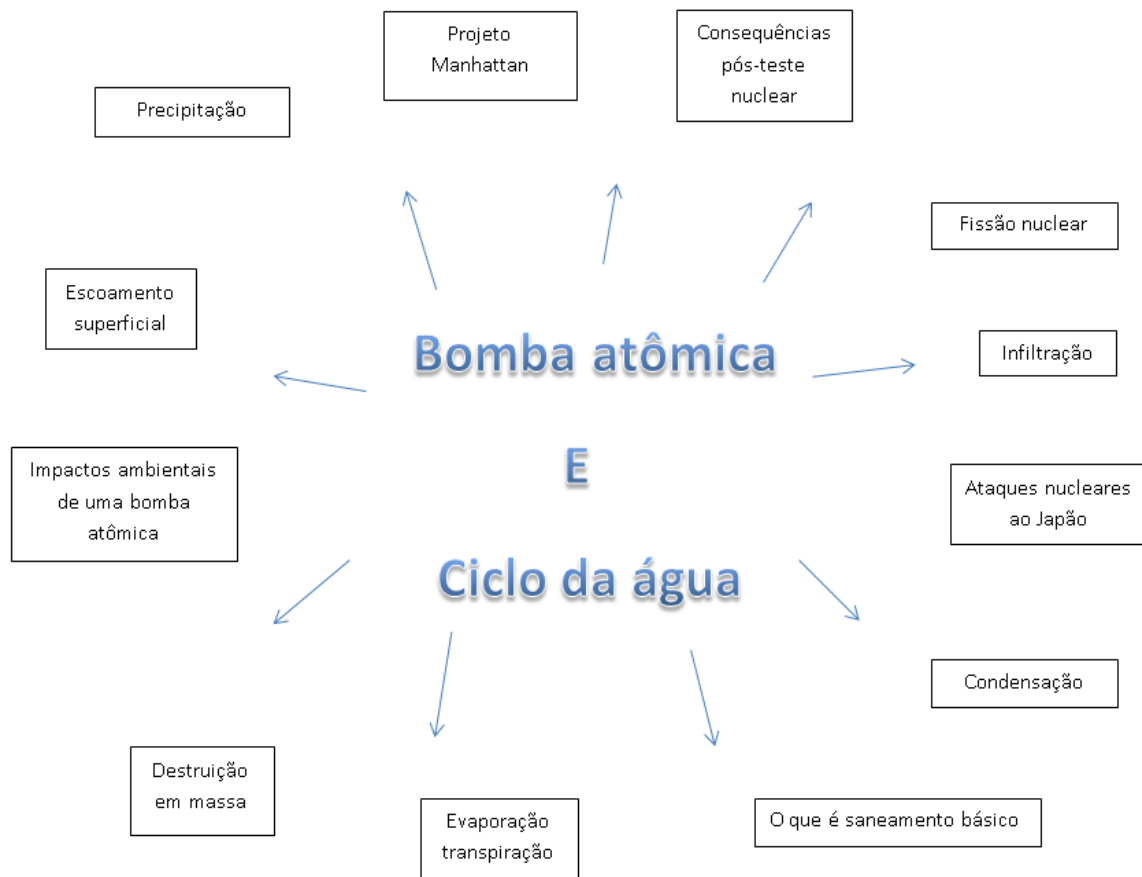 Projeto
Manhattan
Consequências
pós-teste
nuclear
Precipitação
Fissão nuclear
Escoamento
superficial
Bomba atômica
Infiltração
E
Impactos ambientais
de uma bomba
atômica
Ataques nucleares
ao Japão
Ciclo da água
Condensação
Destruição
em massa
Evaporação
transpiração
O que é saneamento básico